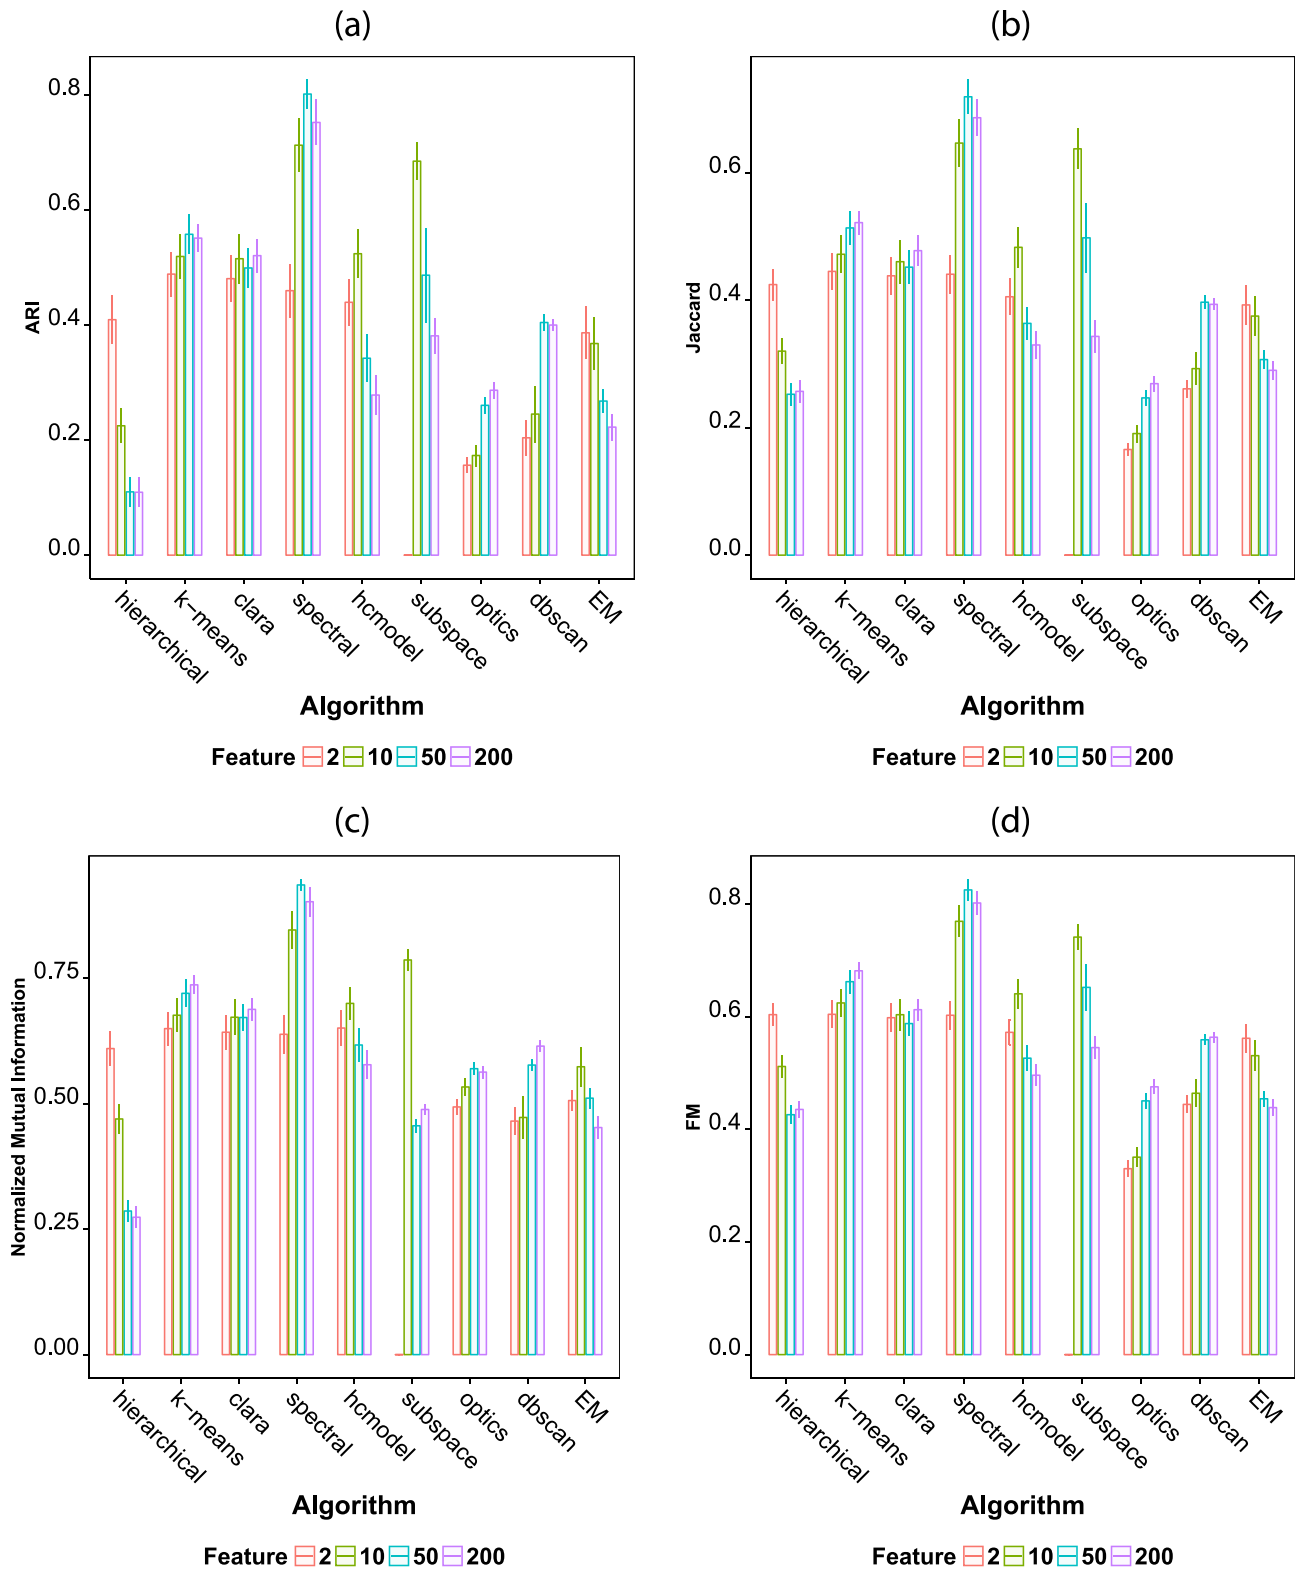 (a)
ARI
0.8
0.6
0.4
0.2
0.0
hierarchical
k-means
clara
spectral
hcmodel
subspace
optics
dbscan
EM
Algorithm
Feature 2 10 50 200
(b)
Jaccard
0.6
0.4
0.2
0.0
hierarchical
k-means
clara
spectral
hcmodel
subspace
optics
dbscan
EM
Algorithm
Feature 2 10 50 200
(c)
Normalized Mutual Information
0.75
0.50
0.25
0.00
hierarchical
k-means
clara
spectral
hcmodel
subspace
optics
dbscan
EM
Algorithm
Feature 2 10 50 200
(d)
FM
0.8
0.6
0.4
0.2
0.0
hierarchical
k-means
clara
spectral
hcmodel
subspace
optics
dbscan
EM
Algorithm
Feature 2 10 50 200